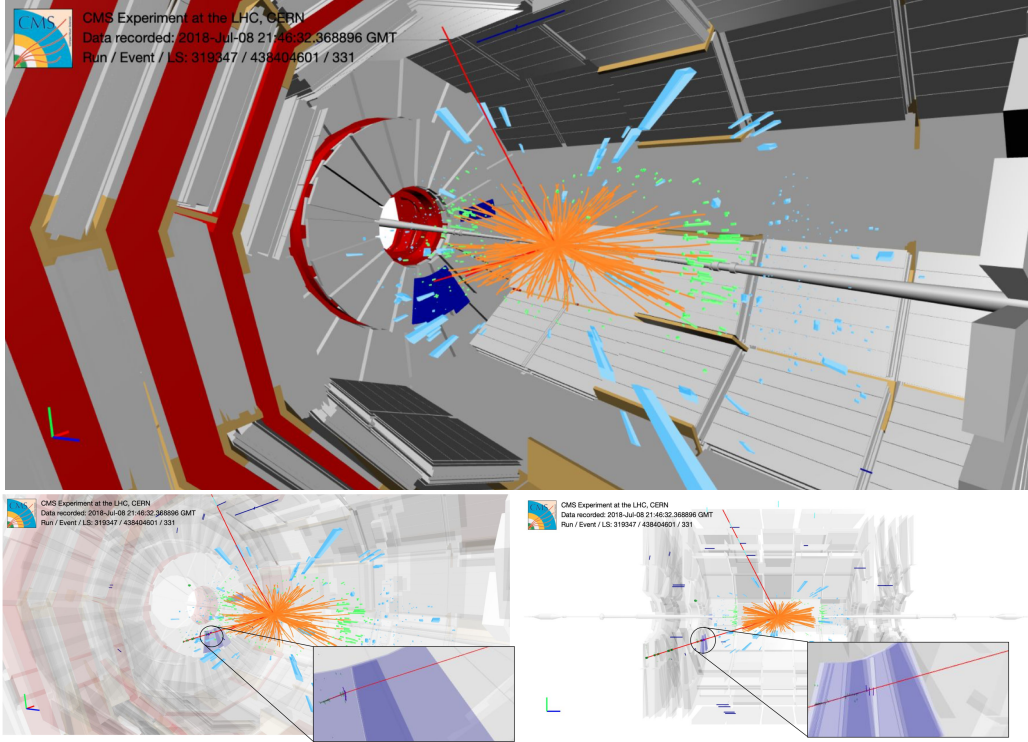 CMS
CMS Experiment at the LHC, CERN
Data recorded: 2018-Jul-08 21:46:32.368896 GMT
Run / Event / LS: 319347 / 438404601 / 331
CMS
CMS Experiment at the LHC, CERN
Data recorded: 2018-Jul-08 21:46:32.368896 GMT
Run / Event / LS: 319347 / 438404601 / 331
CMS
CMS Experiment at the LHC, CERN
Data recorded: 2018-Jul-08 21:46:32.368896 GMT
Run / Event / LS: 319347 / 438404601 / 331